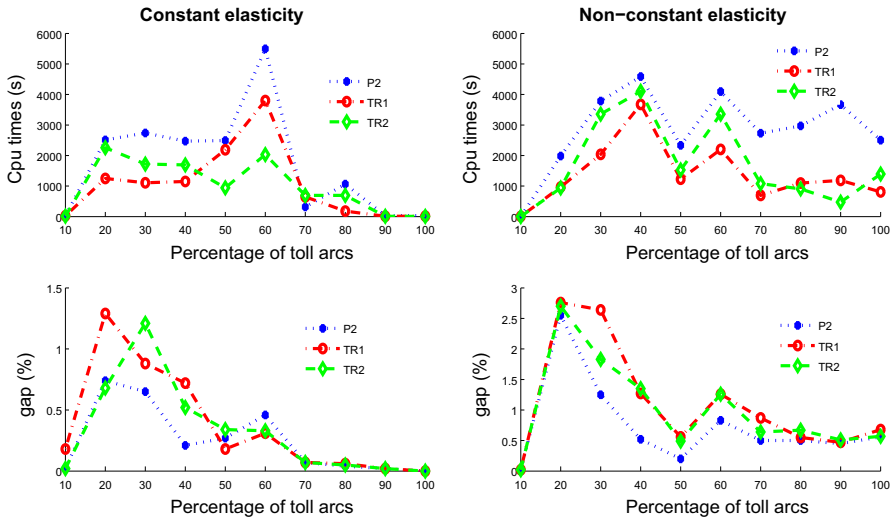 Constant elasticity
6000
5000
4000
3000
2000
1000
0
Cpu times (s)
P2
TR1
TR2
10 20 30 40 50 60 70 80 90 100
Percentage of toll arcs
Non−constant elasticity
6000
5000
4000
3000
2000
1000
0
Cpu times (s)
P2
TR1
TR2
10 20 30 40 50 60 70 80 90 100
Percentage of toll arcs
1.5
1
0.5
0
gap (%)
P2
TR1
TR2
10 20 30 40 50 60 70 80 90 100
Percentage of toll arcs
3
2.5
2
1.5
1
0.5
0
gap (%)
P2
TR1
TR2
10 20 30 40 50 60 70 80 90 100
Percentage of toll arcs